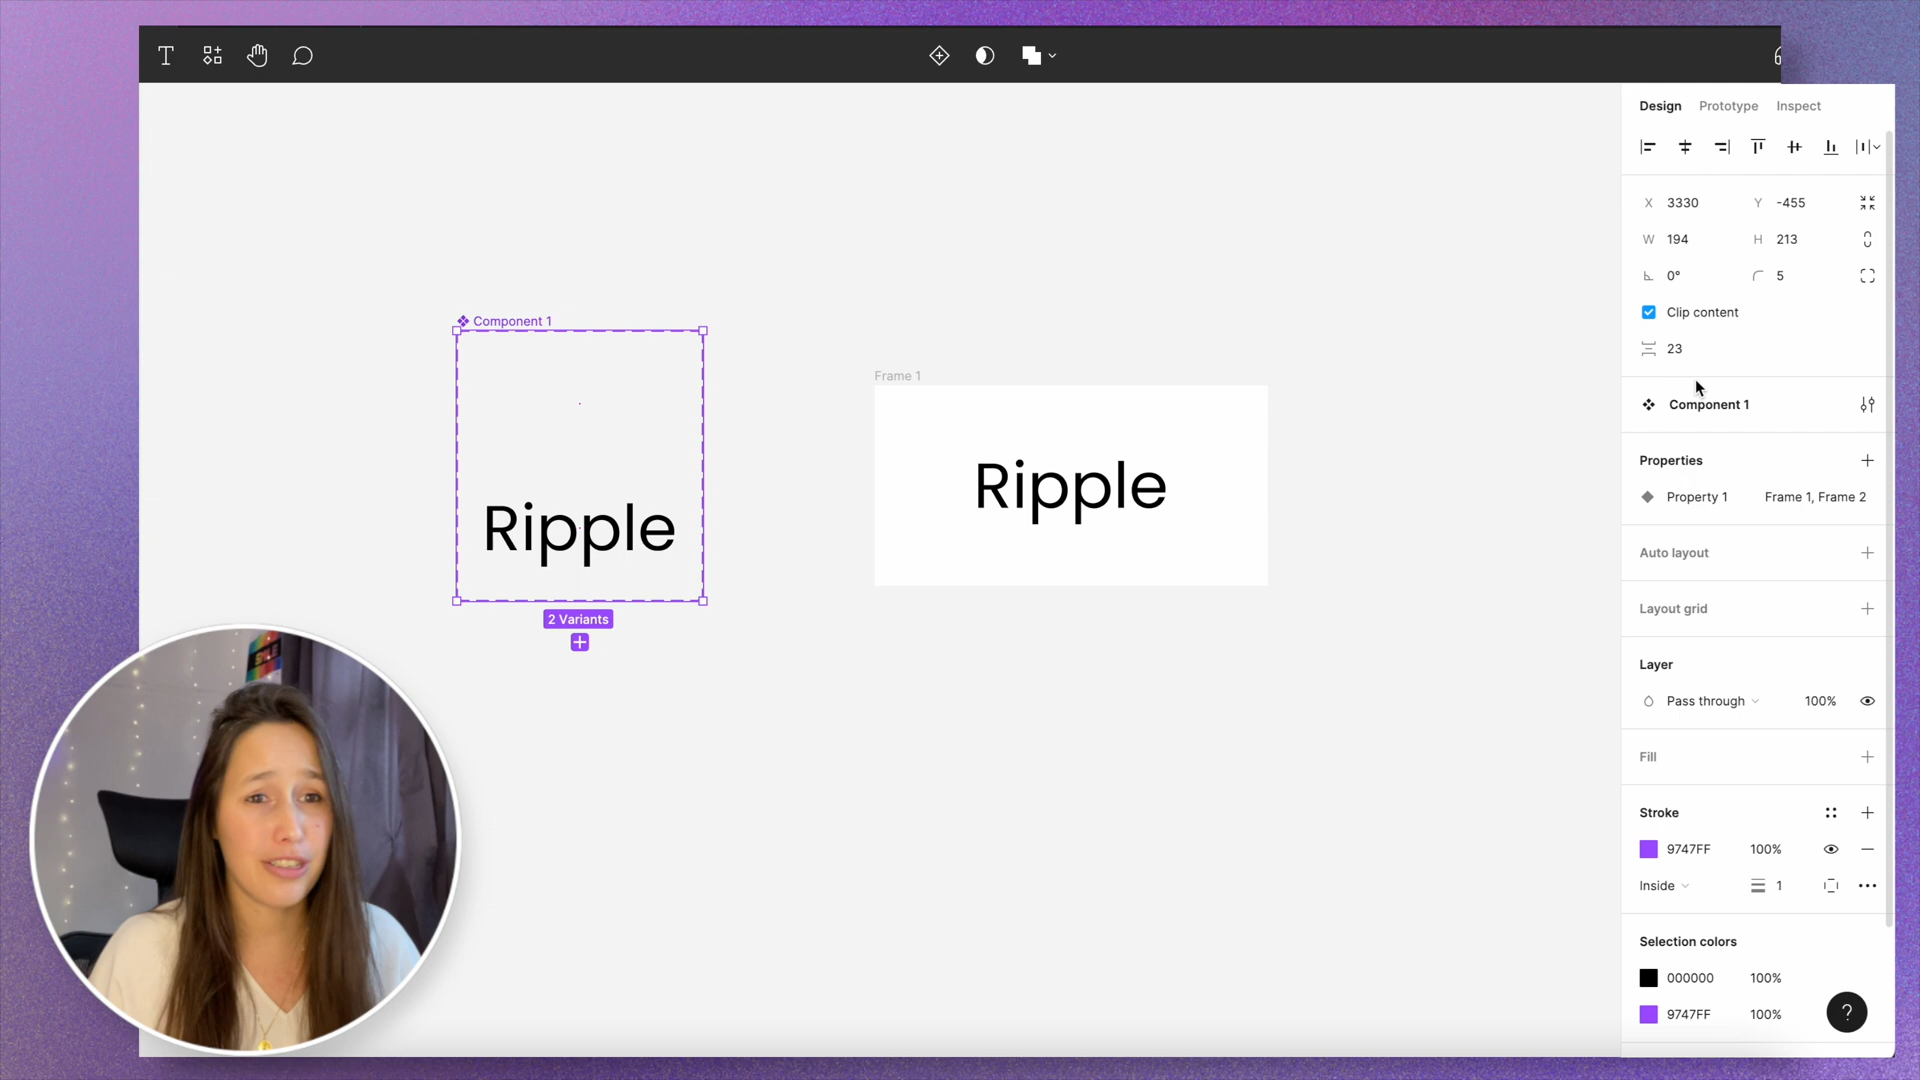 Design Prototype Inspect
X 3330 Y -455
W 194 H 213
0° 5
Clip content
23
Component 1
Component 1
Frame 1
Ripple
Ripple
2 Variants
Properties
Property 1 Frame 1, Frame 2
Auto layout
Layout grid
Layer
Pass through 100%
Fill
Stroke
9747FF 100%
Inside 1
Selection colors
000000 100%
9747FF 100%
?